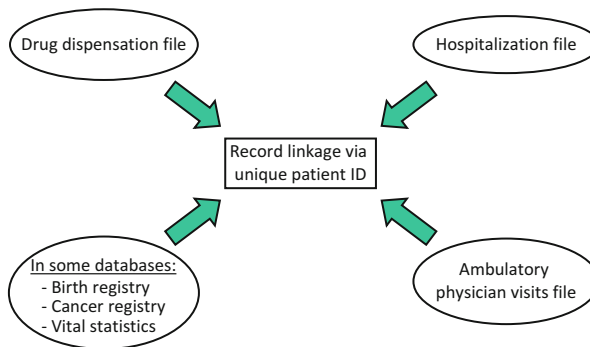 Drug dispensation file
Hospitalization file
Record linkage via
unique patient ID
In some databases:
- Birth registry
- Cancer registry
- Vital statistics
Ambulatory
physician visits file